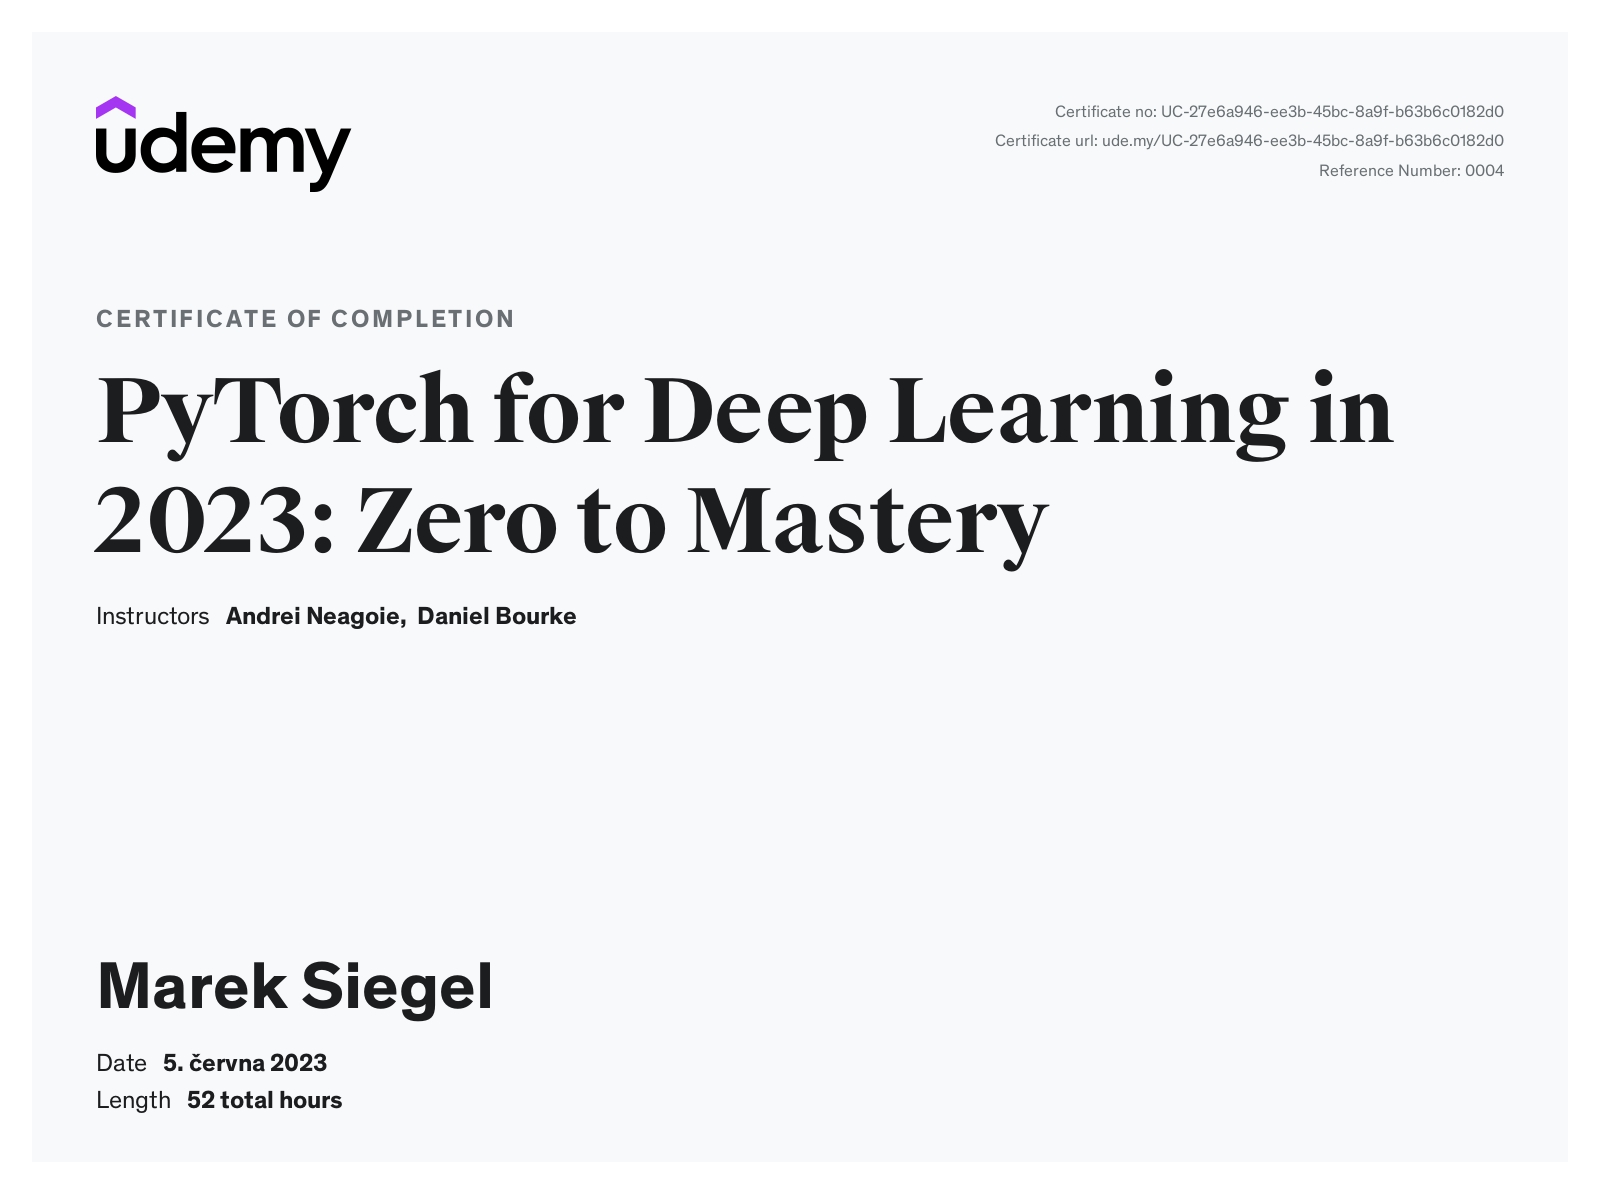 udemy
Certificate no: UC-27e6a946-ee3b-45bc-8a9f-b63b6c0182d0
Certificate url: ude.my/UC-27e6a946-ee3b-45bc-8a9f-b63b6c0182d0
Reference Number: 0004
CERTIFICATE OF COMPLETION
PyTorch for Deep Learning in
2023: Zero to Mastery
Instructors Andrei Neagoie, Daniel Bourke
Marek Siegel
Date 5. června 2023
Length 52 total hours